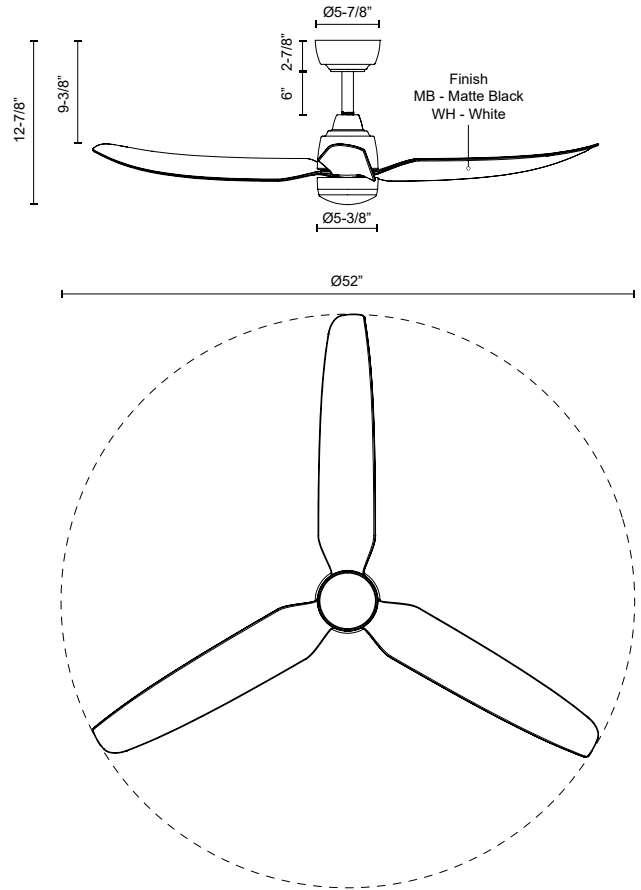 Ø5-7/8”
2-7/8”
6”
9-3/8”
12-7/8”
Finish
MB - Matte Black
WH - White
Ø5-3/8”
Ø52”